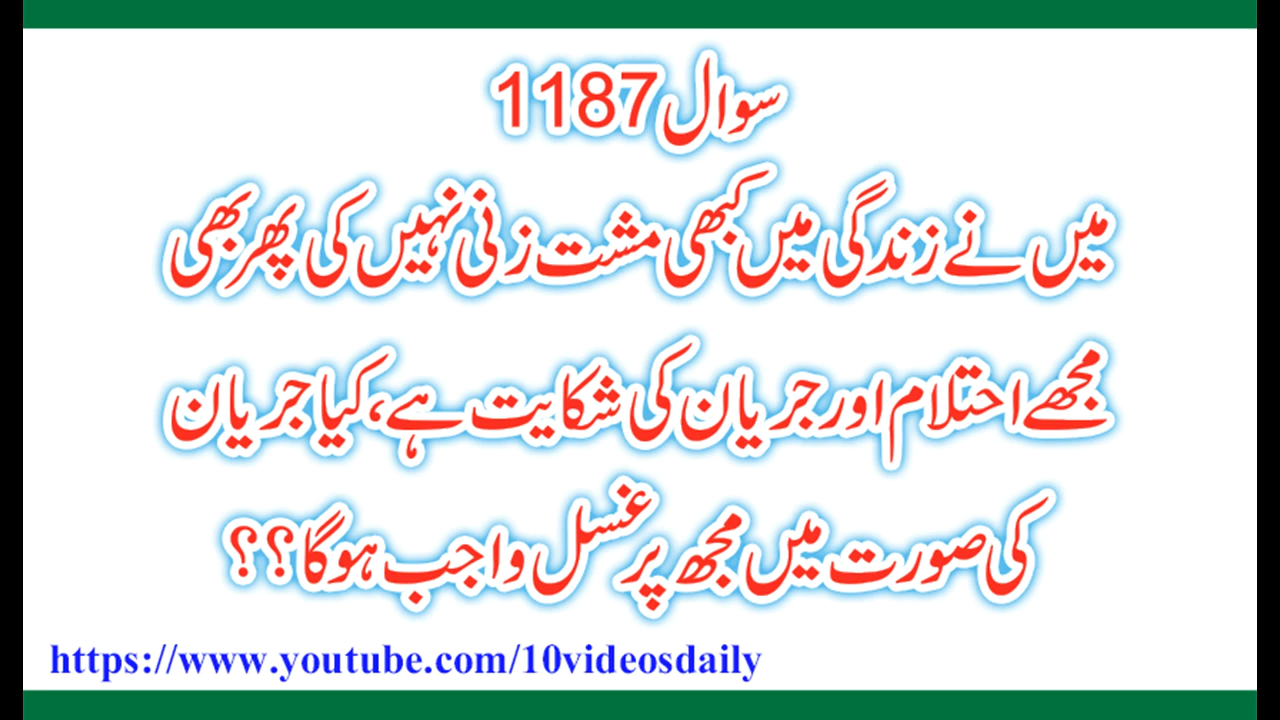 سوال 1187
میں نے زندگی میں کبھی مشت زنی نہیں کی پھر بھی
مجھے احتلام اور جریان کی شکایت ہے، کیا جریان
کی صورت میں مجھ پر غسل واجب ہوگا؟؟
https://www.youtube.com/10videosdaily